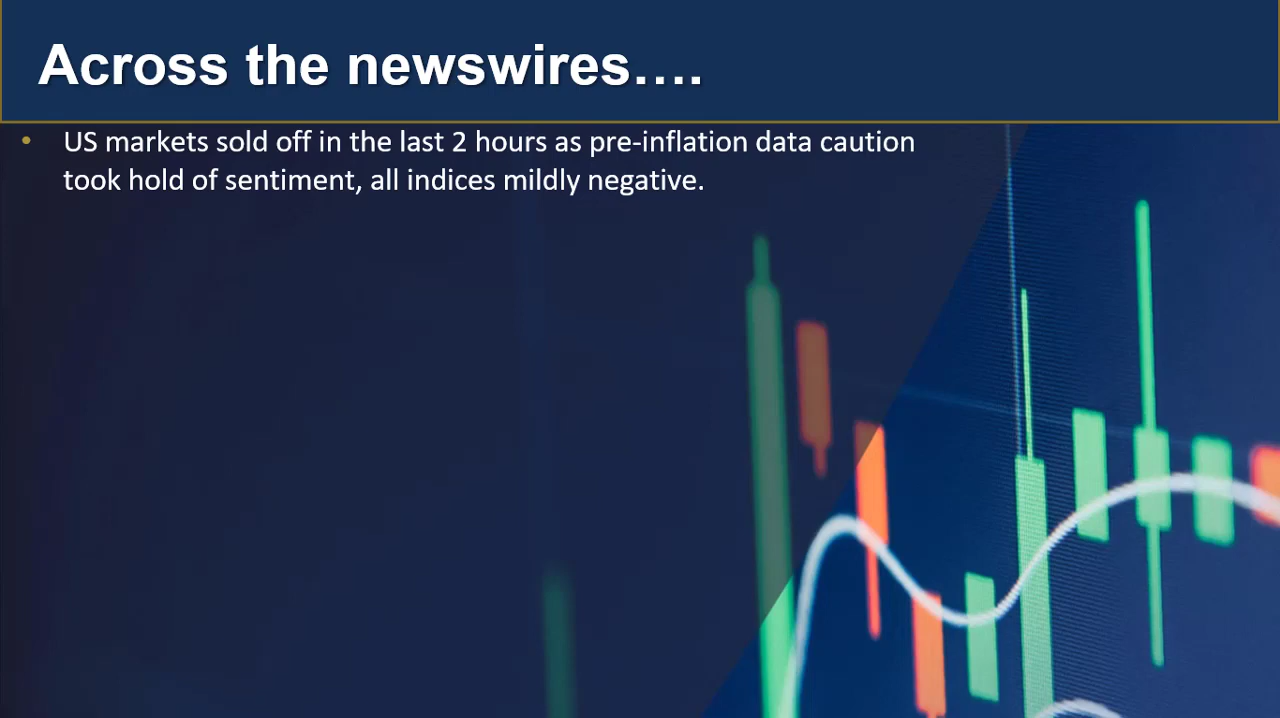 Across the newswires….
• US markets sold off in the last 2 hours as pre-inflation data caution
took hold of sentiment, all indices mildly negative.